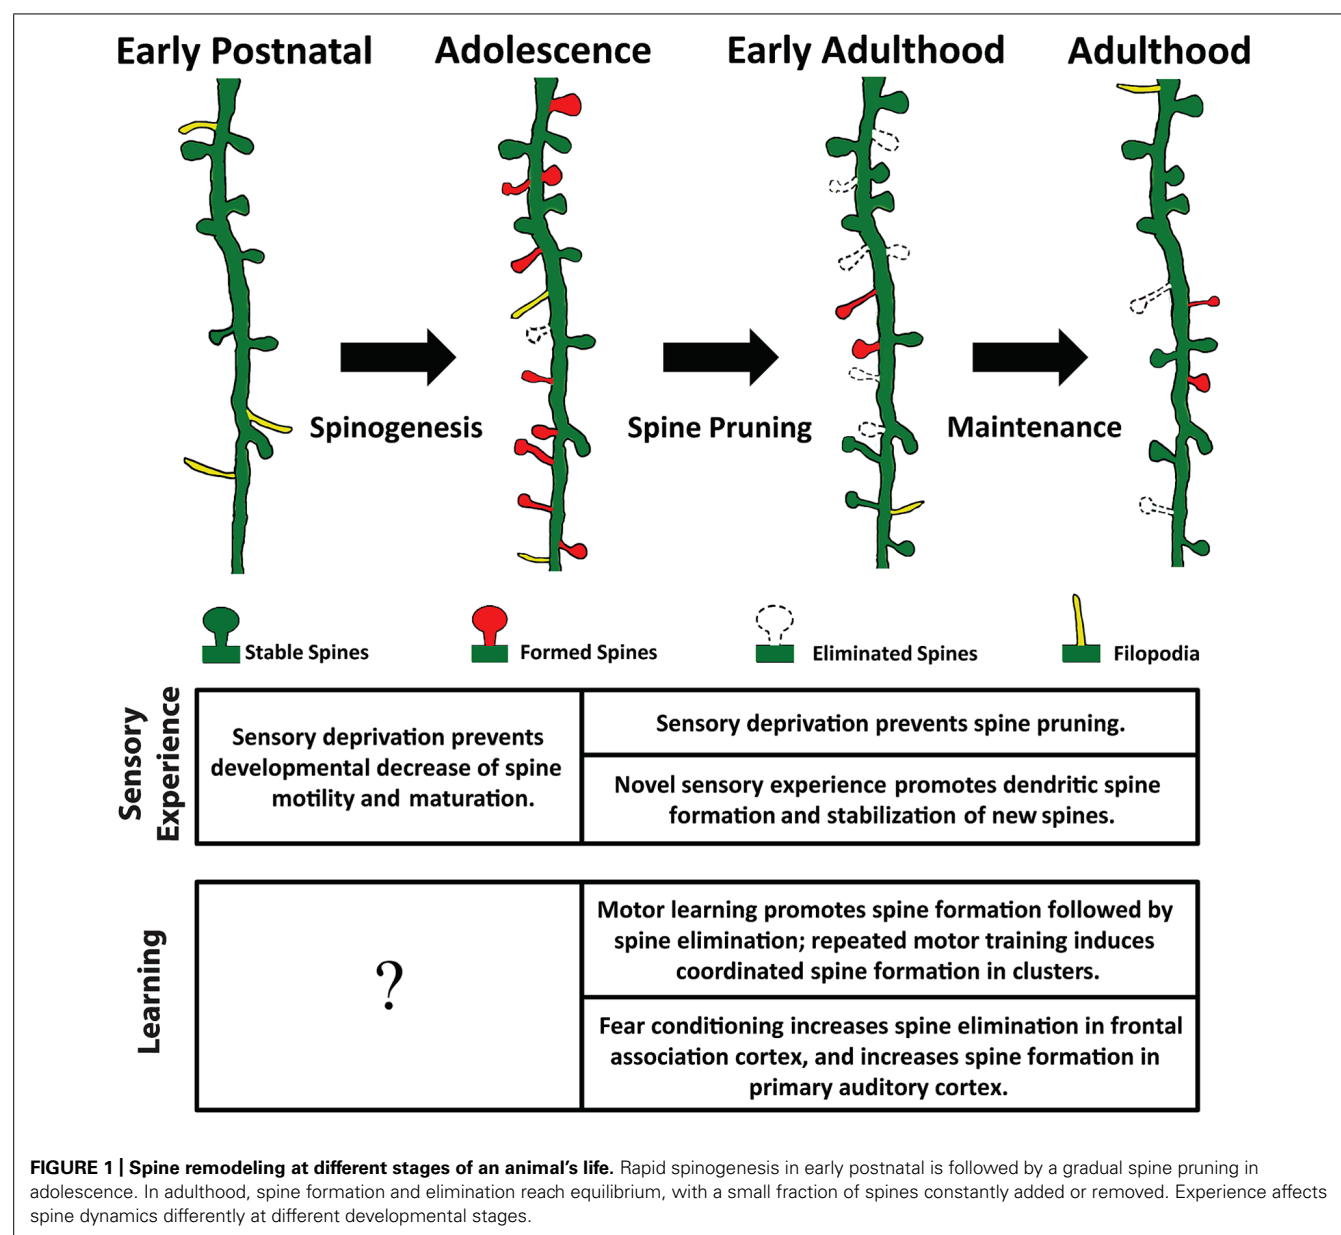 Early Postnatal
Adolescence
Early Adulthood
Adulthood
Spinogenesis
Spine Pruning
Maintenance
Stable Spines
Formed Spines
Eliminated Spines
Filopodia
Sensory
Experience
Sensory deprivation prevents
developmental decrease of spine
motility and maturation.
Sensory deprivation prevents spine pruning.
Novel sensory experience promotes dendritic spine
formation and stabilization of new spines.
Learning
?
Motor learning promotes spine formation followed by
spine elimination; repeated motor training induces
coordinated spine formation in clusters.
Fear conditioning increases spine elimination in frontal
association cortex, and increases spine formation in
primary auditory cortex.
FIGURE 1 | Spine remodeling at different stages of an animal's life. Rapid spinogenesis in early postnatal is followed by a gradual spine pruning in
adolescence. In adulthood, spine formation and elimination reach equilibrium, with a small fraction of spines constantly added or removed. Experience affects
spine dynamics differently at different developmental stages.